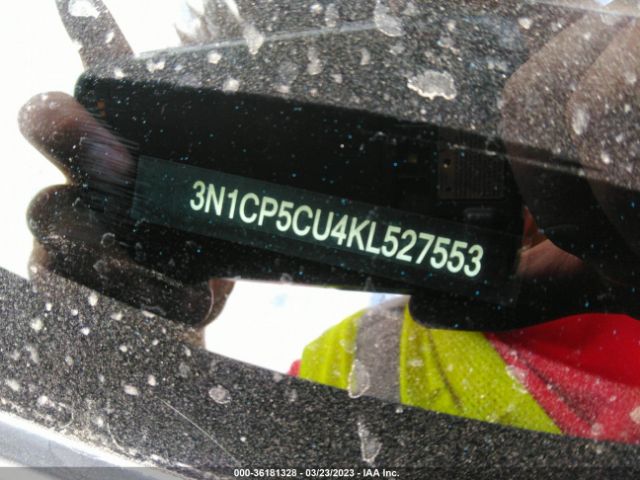 3N1CP5CU4KL527553
000-36181328 - 03/23/2023 - IAA Inc.